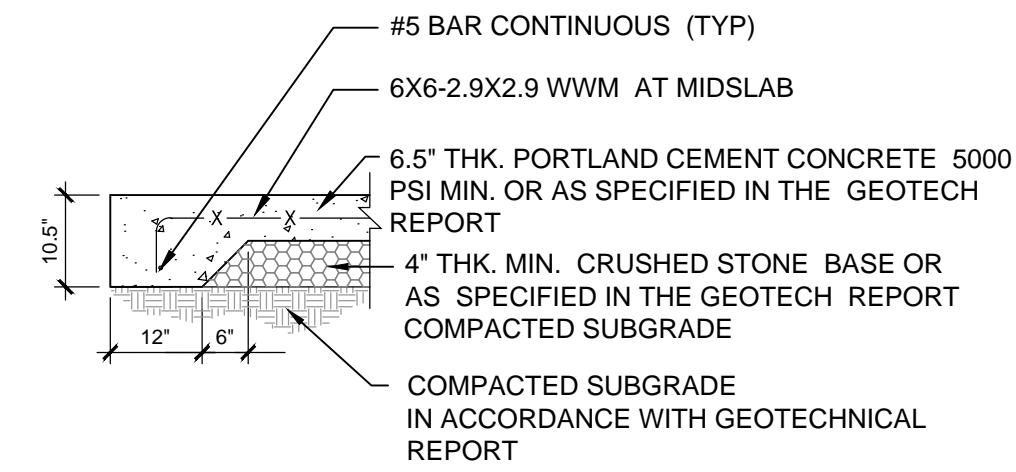 #5 BAR CONTINUOUS (TYP)
6X6-2.9X2.9 WWM AT MIDSLAB
6.5" THK. PORTLAND CEMENT CONCRETE 5000
PSI MIN. OR AS SPECIFIED IN THE GEOTECH
REPORT
4" THK. MIN. CRUSHED STONE BASE OR
AS SPECIFIED IN THE GEOTECH REPORT
COMPACTED SUBGRADE
COMPACTED SUBGRADE
IN ACCORDANCE WITH GEOTECHNICAL
REPORT
10.5"
X X
12" 6"